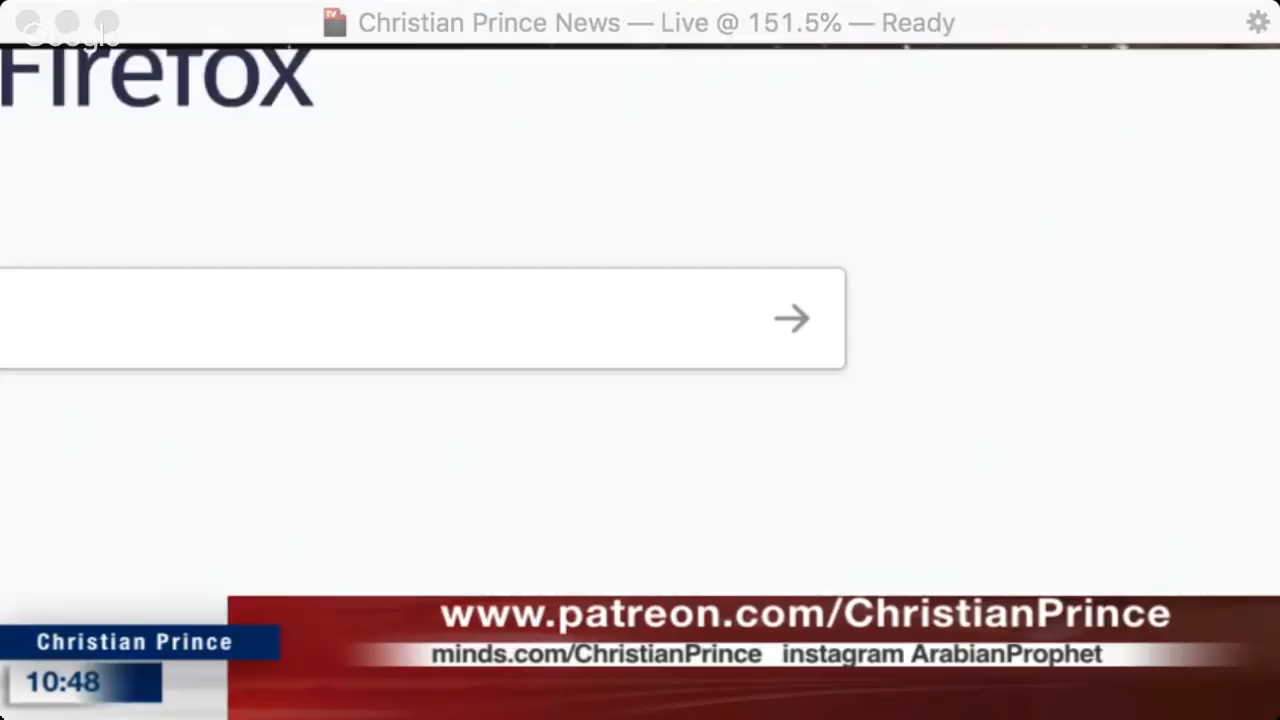 Christian Prince News — Live @ 151.5% — Ready
Google
Firefox
www.patreon.com/ChristianPrince
minds.com/ChristianPrince instagram ArabianProphet
Christian Prince
10:48